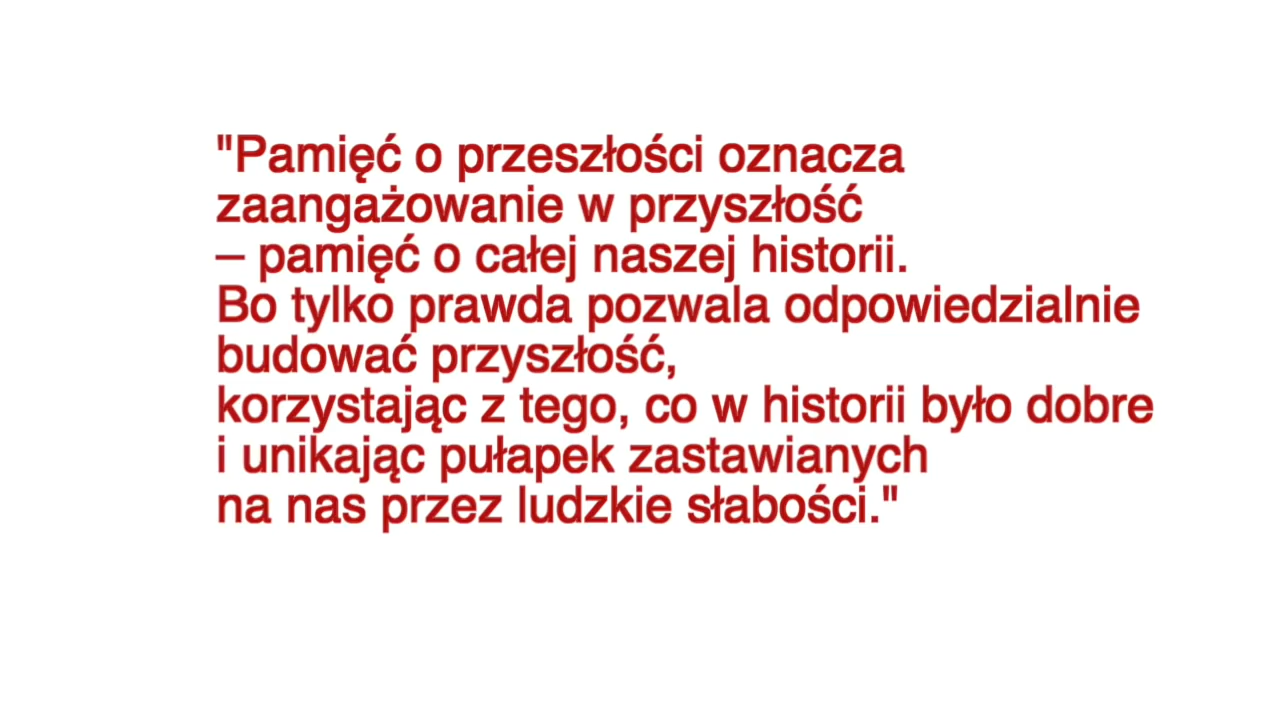 "Pamięć o przeszłości oznacza
zaangażowanie w przyszłość
– pamięć o całej naszej historii.
Bo tylko prawda pozwala odpowiedzialnie
budować przyszłość,
korzystając z tego, co w historii było dobre
i unikając pułapek zastawianych
na nas przez ludzkie słabości."